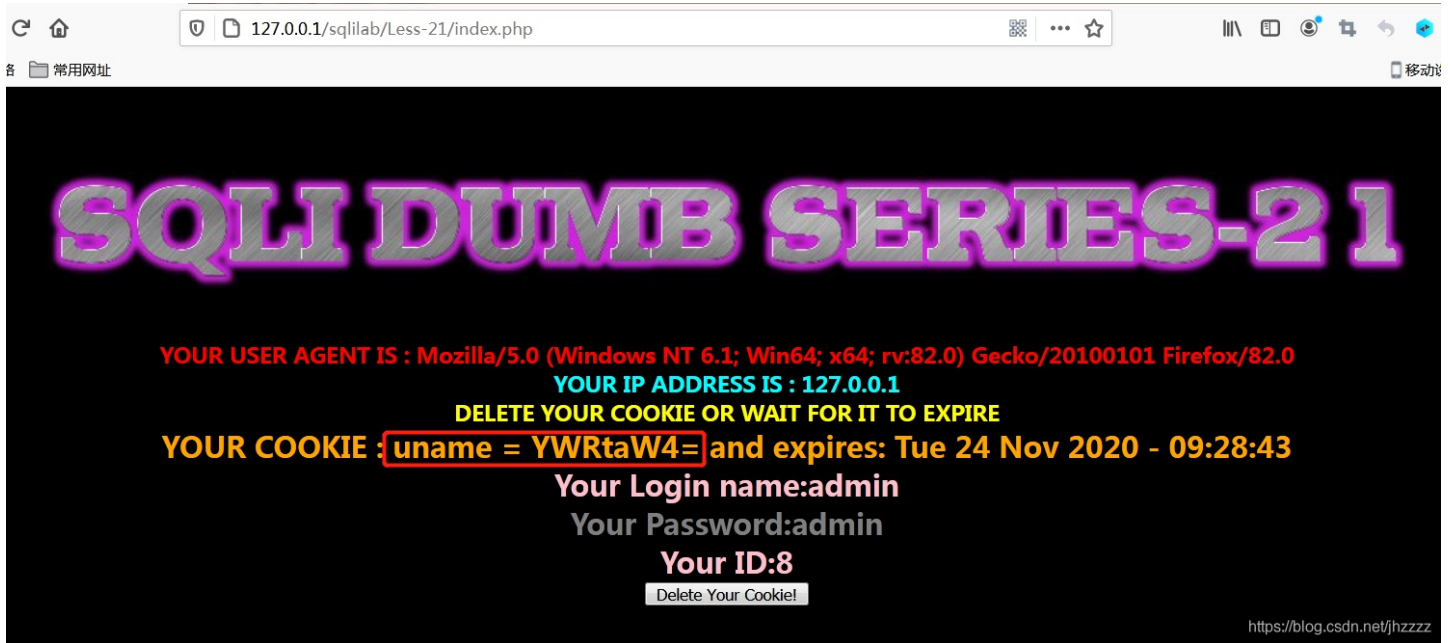 127.0.0.1/sqlilab/Less-21/index.php
常用网址
SQLI DUMB SERIES-21
YOUR USER AGENT IS : Mozilla/5.0 (Windows NT 6.1; Win64; x64; rv:82.0) Gecko/20100101 Firefox/82.0
YOUR IP ADDRESS IS : 127.0.0.1
DELETE YOUR COOKIE OR WAIT FOR IT TO EXPIRE
YOUR COOKIE : uname = YWRtaW4= and expires: Tue 24 Nov 2020 - 09:28:43
Your Login name:admin
Your Password:admin
Your ID:8
Delete Your Cookie!
https://blog.csdn.net/jhzzzz